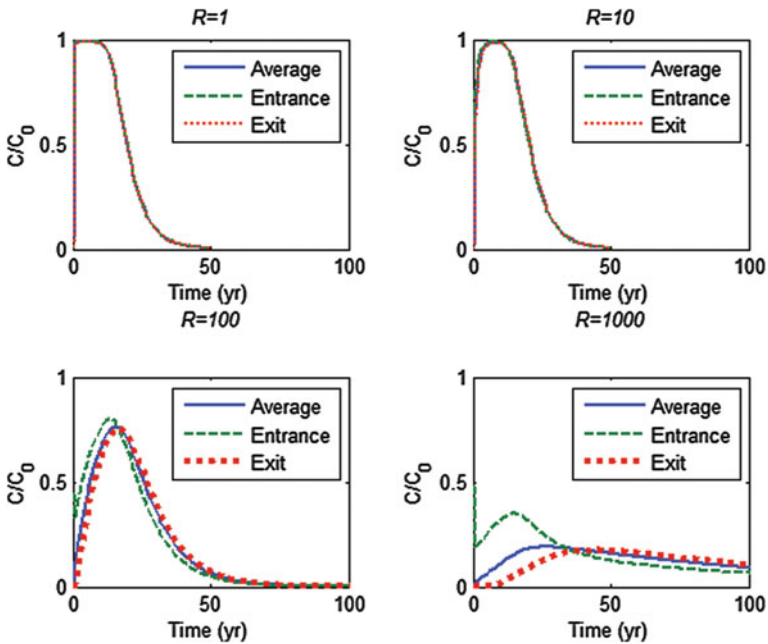 R=1
1
0.5
0
C/C0
Average
Entrance
Exit
0 50 100
Time (yr)
R=10
1
0.5
0
C/C0
Average
Entrance
Exit
0 50 100
Time (yr)
R=100
1
0.5
0
C/C0
Average
Entrance
Exit
0 50 100
Time (yr)
R=1000
1
0.5
0
C/C0
Average
Entrance
Exit
0 50 100
Time (yr)